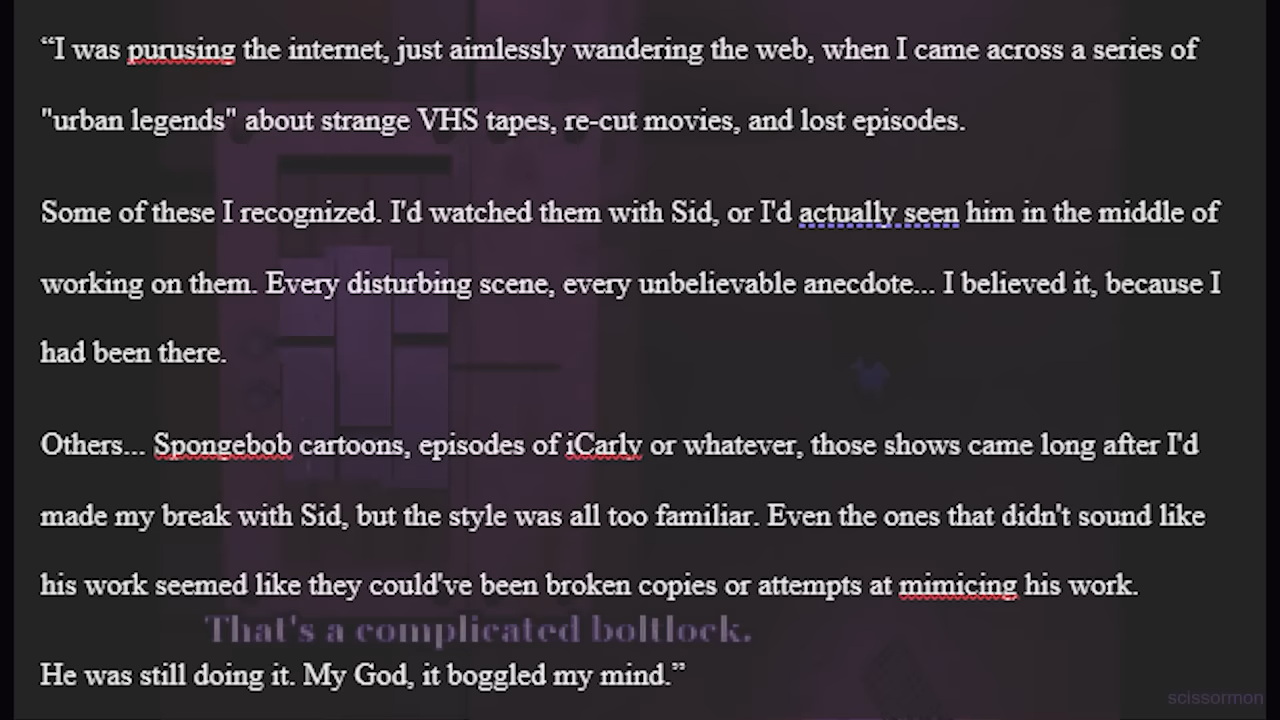 “I was purusing the internet, just aimlessly wandering the web, when I came across a series of
"urban legends" about strange VHS tapes, re-cut movies, and lost episodes.
Some of these I recognized. I'd watched them with Sid, or I'd actually seen him in the middle of
working on them. Every disturbing scene, every unbelievable anecdote... I believed it, because I
had been there.
Others... Spongebob cartoons, episodes of iCarly or whatever, those shows came long after I'd
made my break with Sid, but the style was all too familiar. Even the ones that didn't sound like
his work seemed like they could've been broken copies or attempts at mimicing his work.
That's a complicated boltlock.
He was still doing it. My God, it boggled my mind.”
scissormon